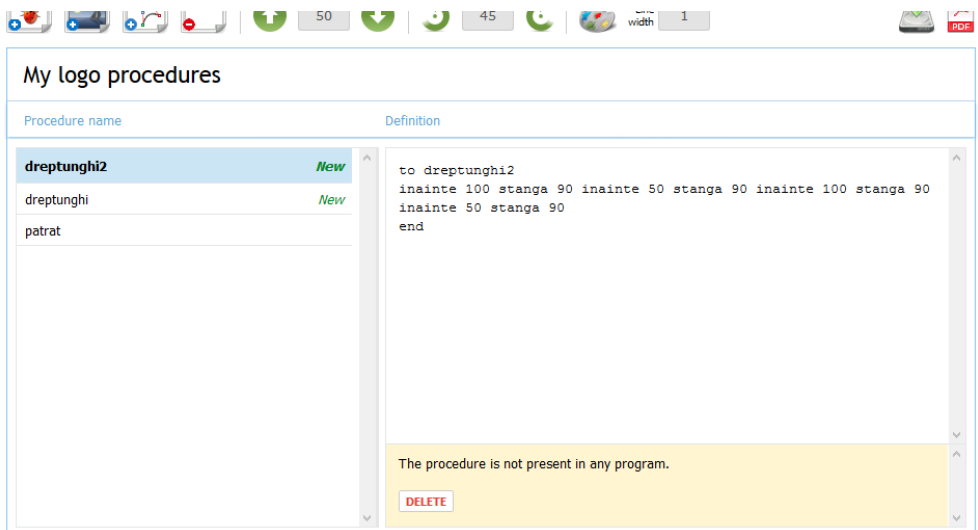 50
45
width
1
PDF
My logo procedures
Procedure name
Definition
dreptunghi2 New
dreptunghi New
patrat
to dreptunghi2
inainte 100 stanga 90 inainte 50 stanga 90 inainte 100 stanga 90
inainte 50 stanga 90
end
The procedure is not present in any program.
DELETE